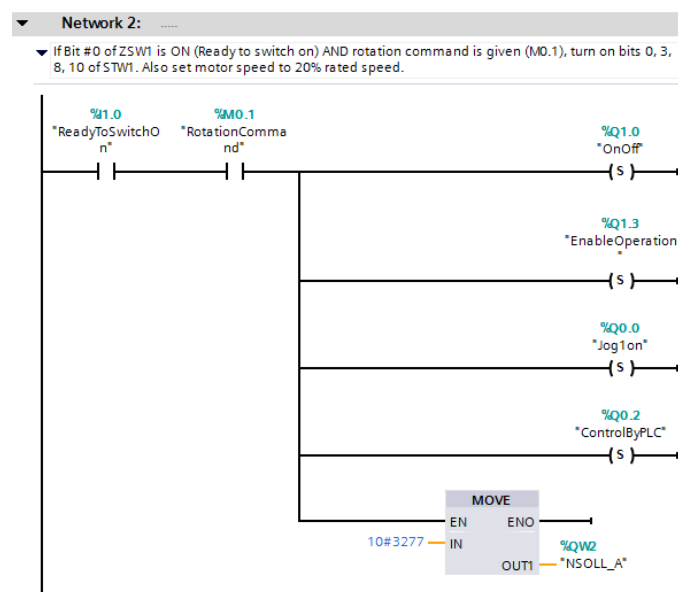 Network 2: .....
If Bit #0 of ZSW1 is ON (Ready to switch on) AND rotation command is given (M0.1), turn on bits 0, 3,
8, 10 of STW1. Also set motor speed to 20% rated speed.
%I1.0
"ReadyToSwitchO
n"
%M0.1
"RotationComma
nd"
%Q1.0
"OnOff"
( S )
%Q1.3
"EnableOperation
"
( S )
%Q0.0
"Jog1on"
( S )
%Q0.2
"ControlByPLC"
( S )
MOVE
EN ENO
10#3277 IN
%QW2
OUT1 "NSOLL_A"